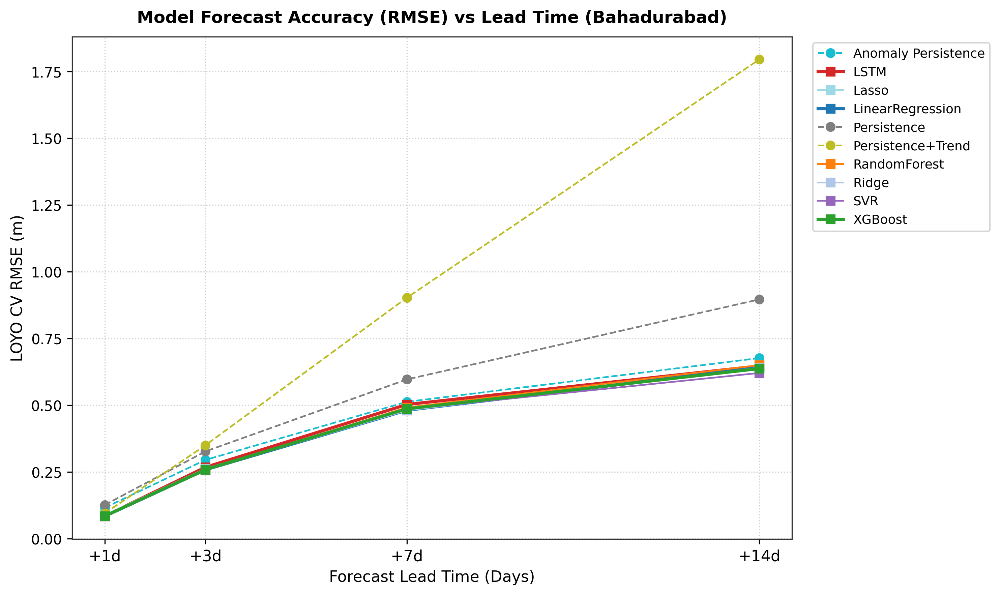 Model Forecast Accuracy (RMSE) vs Lead Time (Bahadurabad)
LOYO CV RMSE (m)
1.75
1.50
1.25
1.00
0.75
0.50
0.25
0.00
+1d
+3d
+7d
+14d
Forecast Lead Time (Days)
Anomaly Persistence
LSTM
Lasso
LinearRegression
Persistence
Persistence+Trend
RandomForest
Ridge
SVR
XGBoost